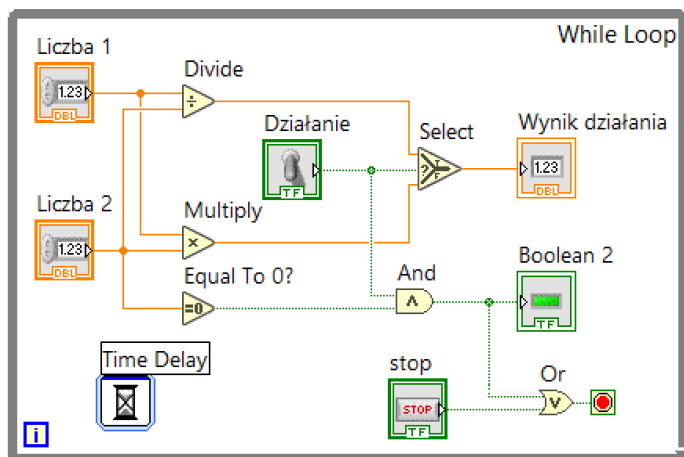 While Loop
Liczba 1
1.23
DBL
Divide
÷
Działanie
TF
Select
?
T
F
Wynik działania
1.23
DBL
Liczba 2
1.23
DBL
Multiply
×
Equal To 0?
=0
And
∧
Boolean 2
TF
Time Delay
stop
STOP
TF
Or
∨
i